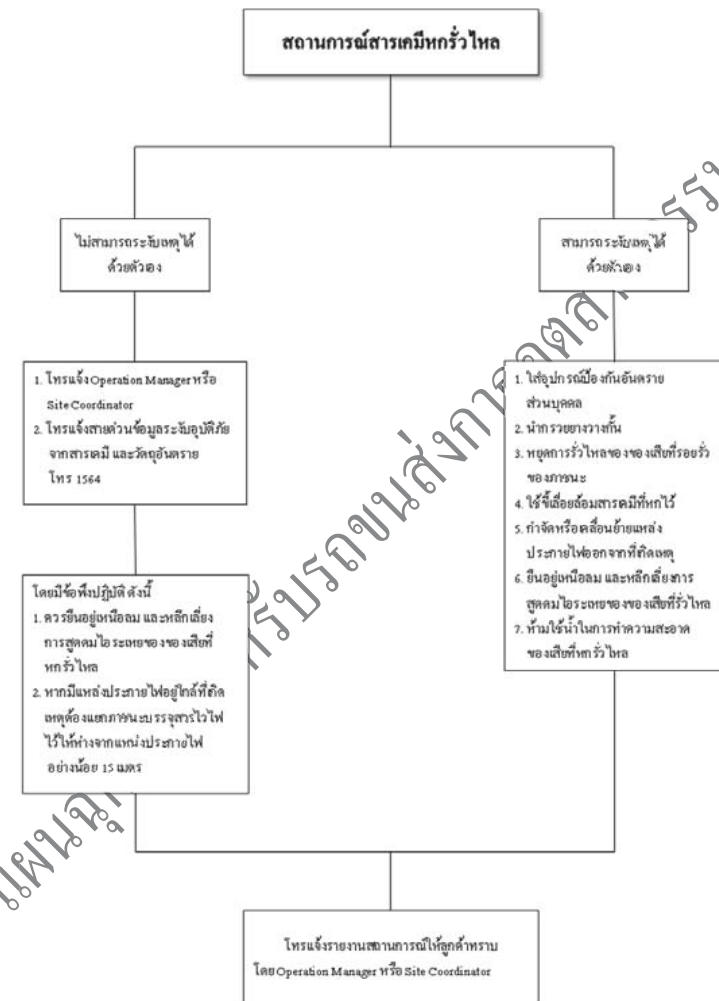 สถานการณ์สารเคมีหกรั่วไหล
ไม่สามารถระงับเหตุได้
ด้วยตัวเอง
1. โทรแจ้ง Operation Manager หรือ
Site Coordinator
2. โทรแจ้งสายด่วนข้อมูลระงับอุบัติภัย
จากสารเคมี และวัตถุอันตราย
โทร 1564
โดยมีข้อพึงปฏิบัติ ดังนี้
1. ควรยืนอยู่เหนือลม และหลีกเลี่ยง
การสูดดมไอระเหยของของเสียที่
หกรั่วไหล
2. หากมีแหล่งประกายไฟอยู่ใกล้ที่เกิด
เหตุต้องแยกภาชนะบรรจุสารไวไฟ
ไว้ให้ห่างจากแหน่งประกายไฟ
อย่างน้อย 15 เมตร
สามารถระงับเหตุได้
ด้วยตัวเอง
1. ใส่อุปกรณ์ป้องกันอันตราย
ส่วนบุคคล
2. นำกรวยยางวางกั้น
3. หยุดการรั่วไหลของของเสียที่รอยรั่ว
ของภาชนะ
4. ใช้ขี้เลื่อยล้อมสารเคมีที่หกไว้
5. กำจัดหรือเคลื่อนย้ายแหล่ง
ประกายไฟออกจากที่เกิดเหตุ
6. ยืนอยู่เหนือลม และหลีกเลี่ยงการ
สูดดมไอระเหยของของเสียที่รั่วไหล
7. ห้ามใช้น้ำในการทำความสะอาด
ของเสียที่หกรั่วไหล
โทรแจ้งรายงานสถานการณ์ให้ลูกค้าทราบ
โดย Operation Manager หรือ Site Coordinator
แผนฉุก
รับรถขนส่งกา